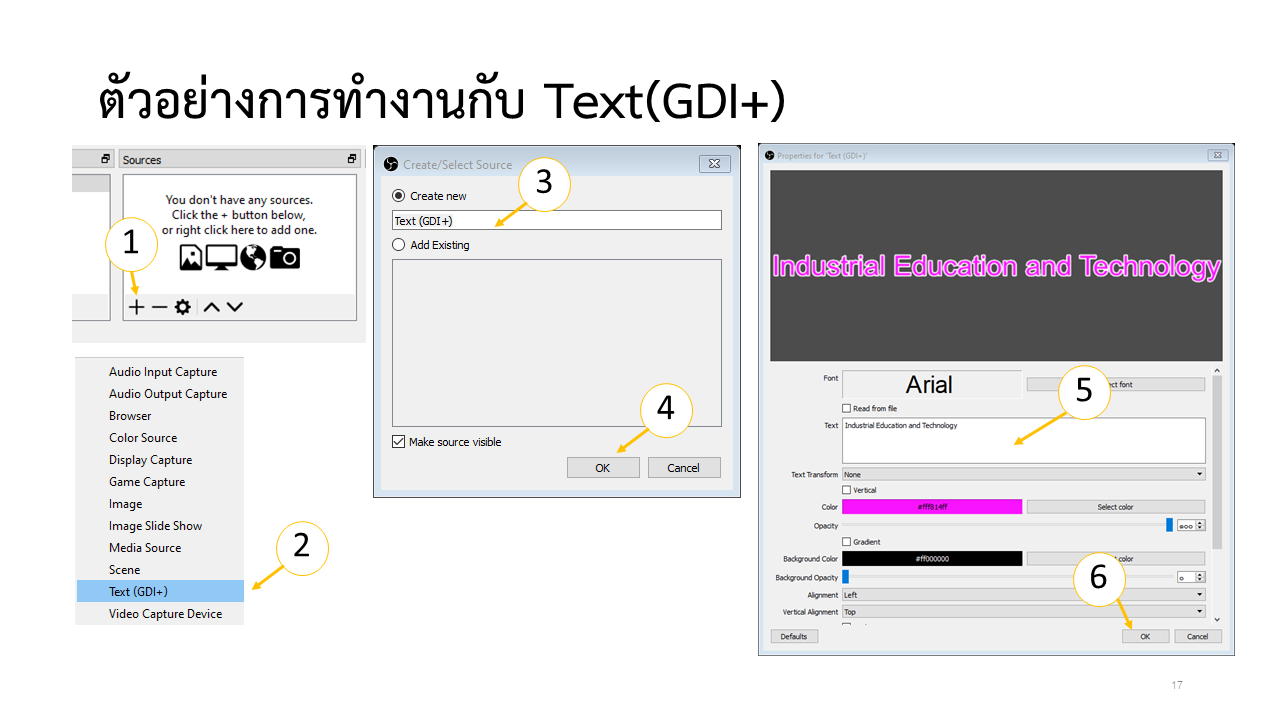 ตัวอย่างการทำงานกับ Text(GDI+)
Sources
You don't have any sources.
Click the + button below,
or right click here to add one.
1
Audio Input Capture
Audio Output Capture
Browser
Color Source
Display Capture
Game Capture
Image
Image Slide Show
Media Source
Scene
Text (GDI+)
Video Capture Device
2
Create/Select Source
3
Create new
Text (GDI+)
Add Existing
4
Make source visible
OK
Cancel
Properties for 'Text (GDI+)'
Industrial Education and Technology
Font
Arial
ct font
5
Read from file
Text
Industrial Education and Technology
Text Transform
None
Vertical
Color
#fff814ff
Select color
Opacity
100
Gradient
Background Color
#ff000000
color
Background Opacity
0
6
Alignment
Left
Vertical Alignment
Top
Defaults
OK
Cancel
17